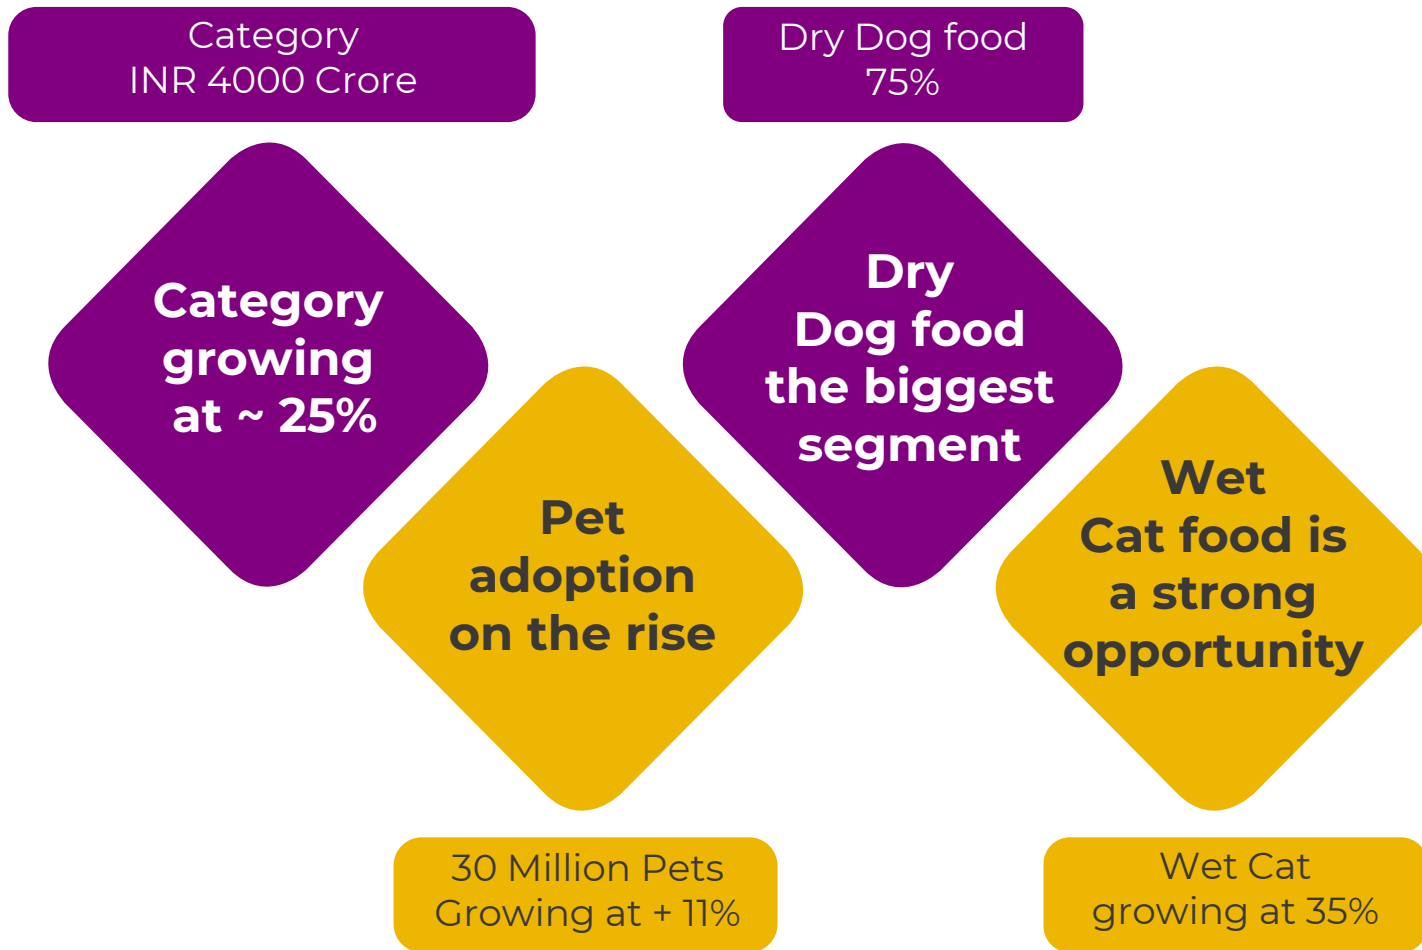 Category
INR 4000 Crore
Dry Dog food
75%
Category
growing
at ~ 25%
Dry
Dog food
the biggest
segment
Pet
adoption
on the rise
Wet
Cat food is
a strong
opportunity
30 Million Pets
Growing at + 11%
Wet Cat
growing at 35%